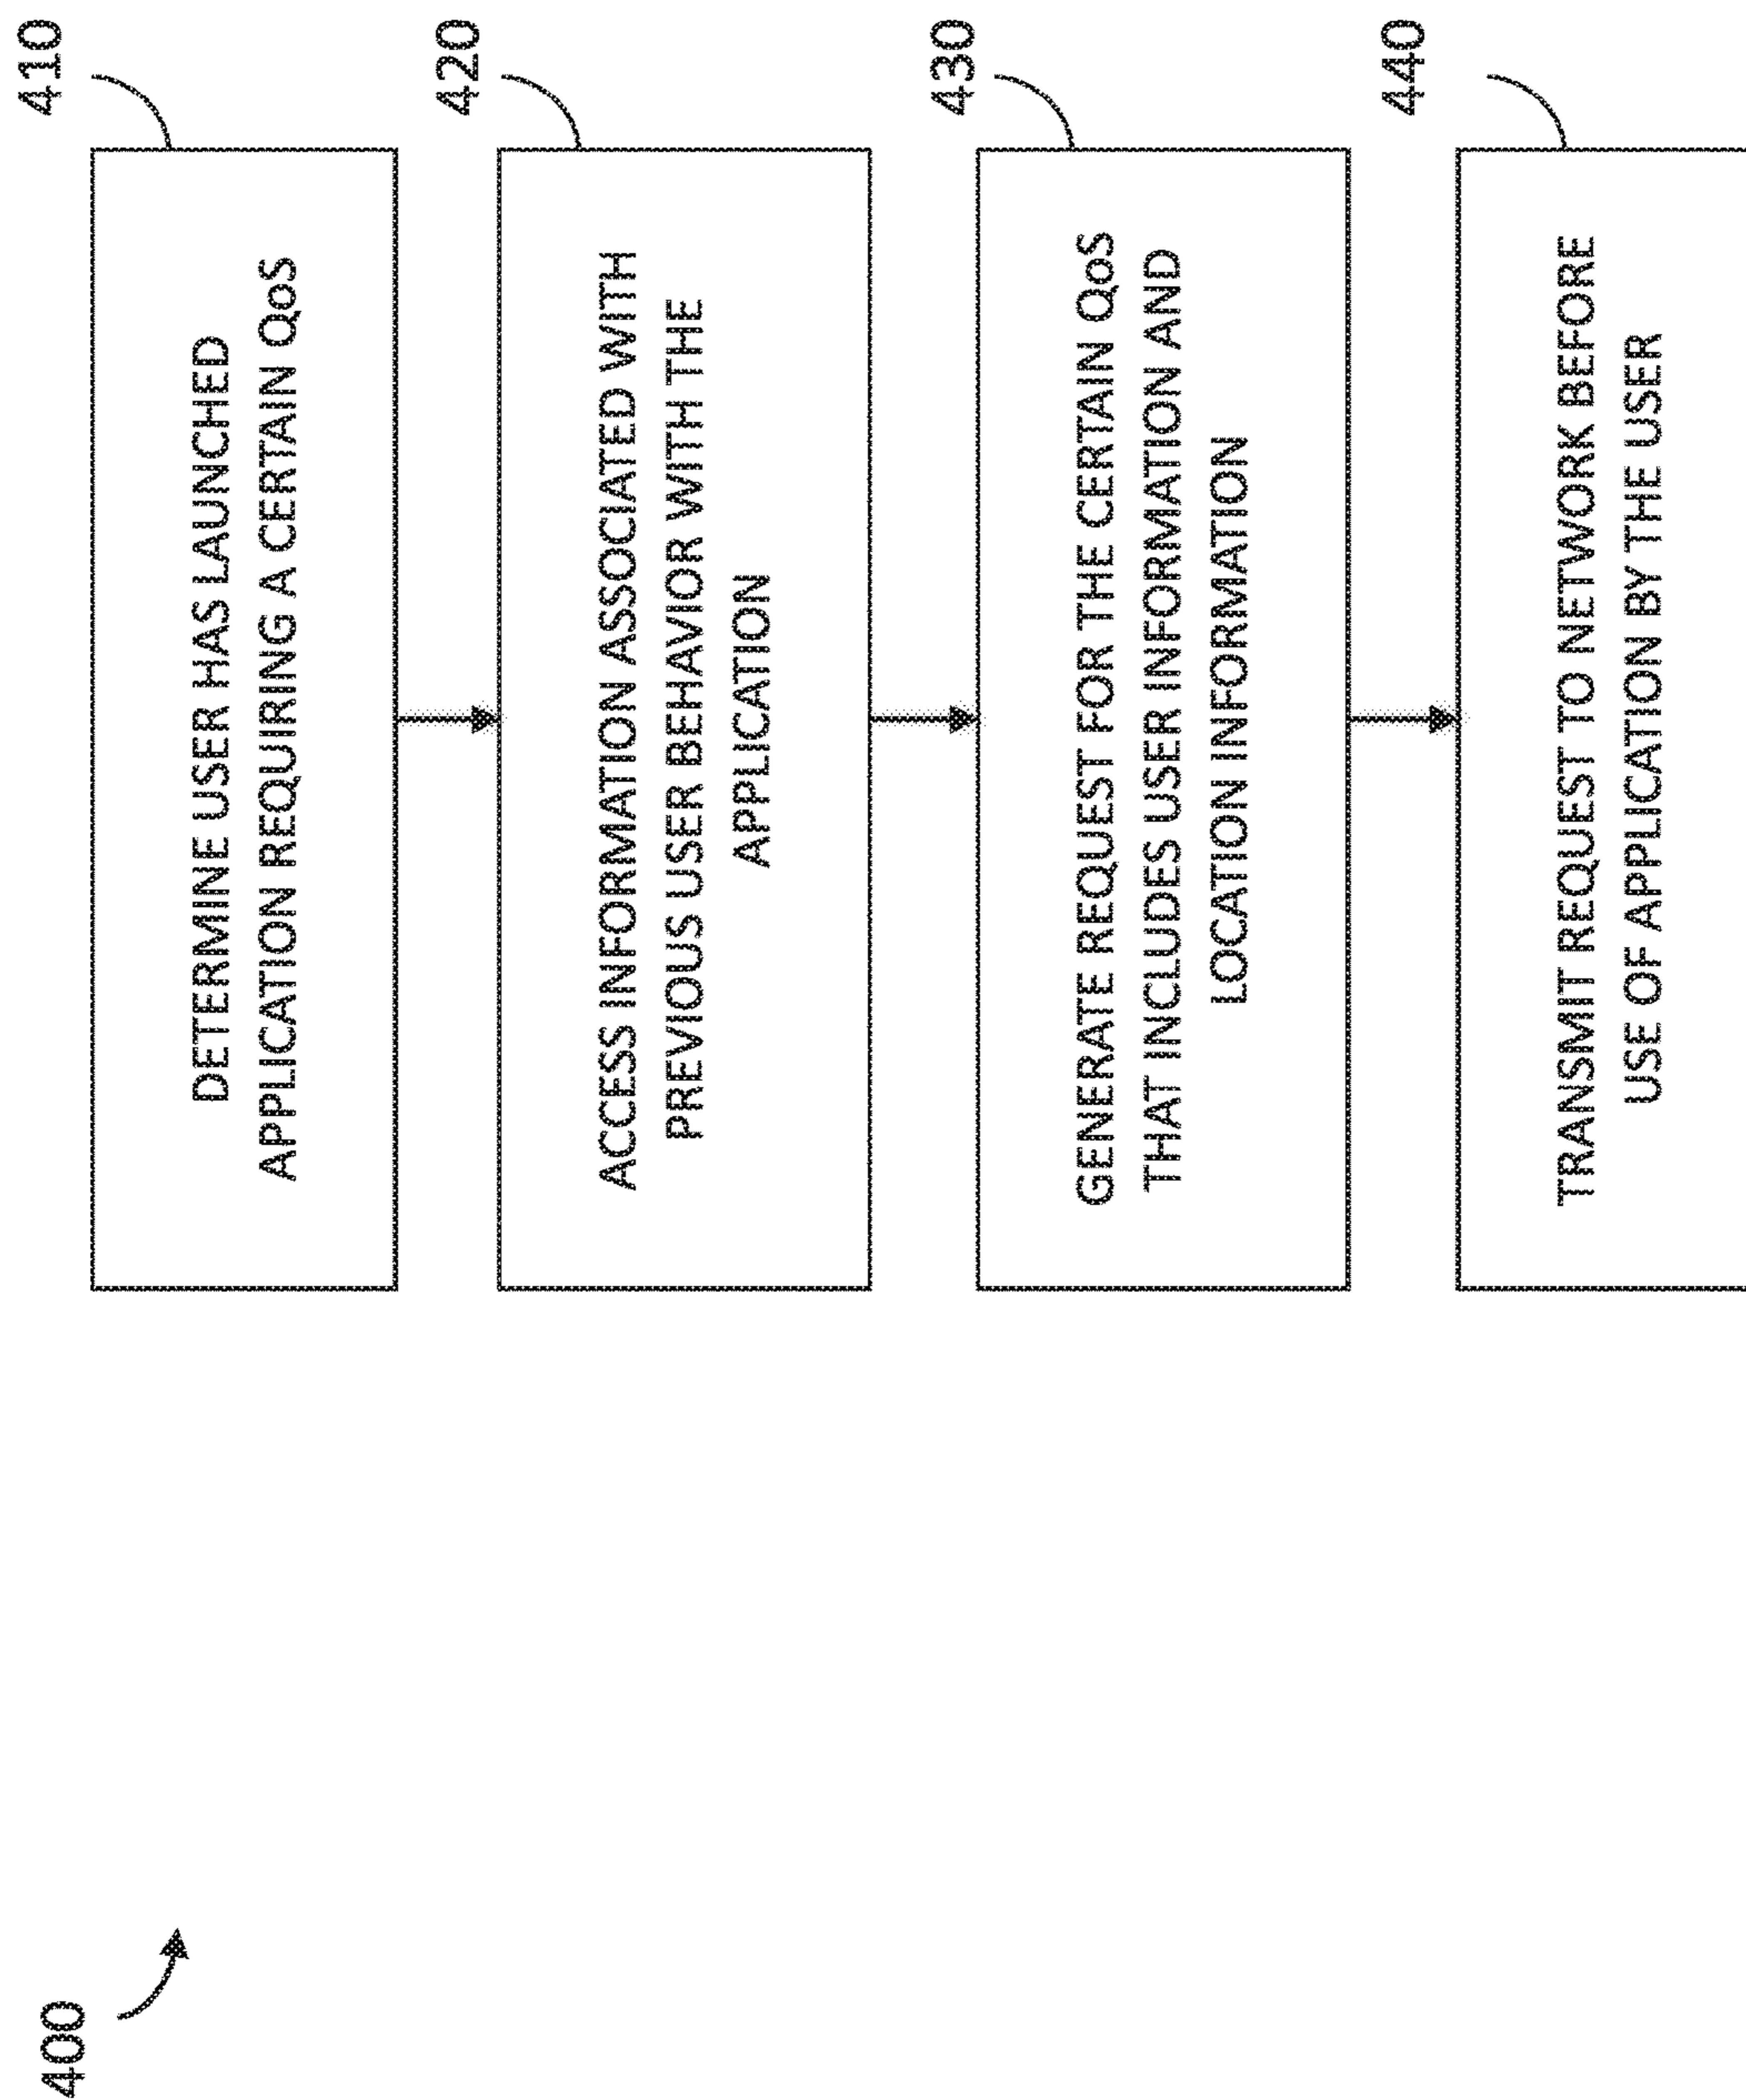 400
410
DETERMINE USER HAS LAUNCHED
APPLICATION REQUIRING A CERTAIN QoS
420
ACCESS INFORMATION ASSOCIATED WITH
PREVIOUS USER BEHAVIOR WITH THE
APPLICATION
430
GENERATE REQUEST FOR THE CERTAIN QoS
THAT INCLUDES USER INFORMATION AND
LOCATION INFORMATION
440
TRANSMIT REQUEST TO NETWORK BEFORE
USE OF APPLICATION BY THE USER